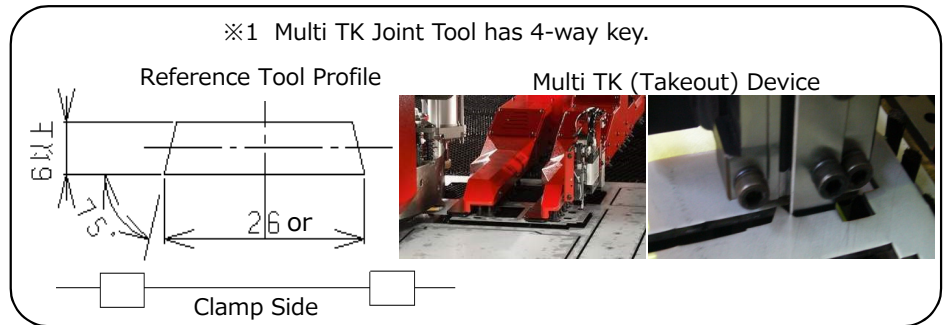 ※1 Multi TK Joint Tool has 4-way key.
Reference Tool Profile
Multi TK (Takeout) Device
75°
26 or
Clamp Side